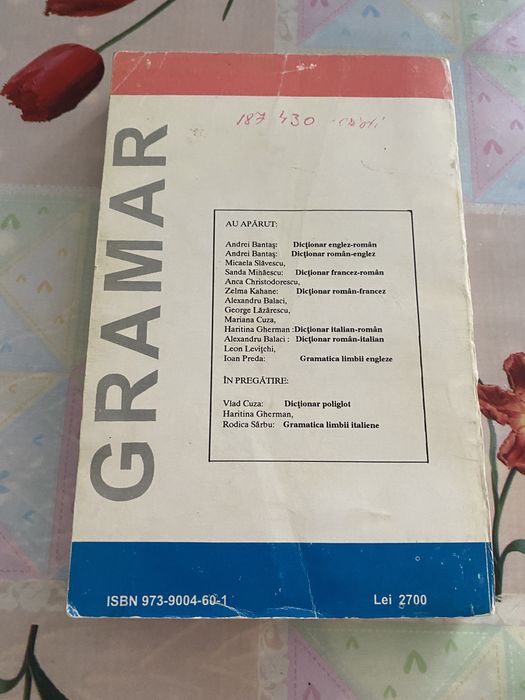 187 430
GRAMAR
AU APĂRUT:
Andrei Bantaş: Dicţionar englez-român
Andrei Bantaş: Dicţionar român-englez
Micaela Slăvescu,
Sanda Mihăescu: Dicţionar francez-român
Anca Christodorescu,
Zelma Kahane: Dicţionar român-francez
Alexandru Balaci,
George Lăzărescu,
Mariana Cuza,
Haritina Gherman :Dicţionar italian-român
Alexandru Balaci : Dicţionar român-italian
Leon Leviţchi,
Ioan Preda: Gramatica limbii engleze
ÎN PREGĂTIRE:
Vlad Cuza: Dicţionar poliglot
Haritina Gherman,
Rodica Sârbu: Gramatica limbii italiene
ISBN 973-9004-60-1
Lei 2700